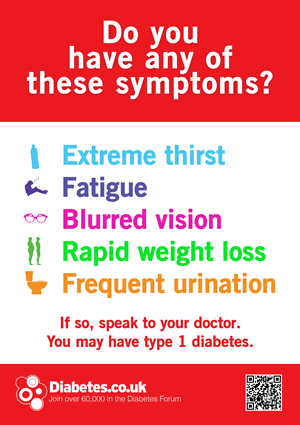 Do you
have any of
these symptoms?
Extreme thirst
Fatigue
Blurred vision
Rapid weight loss
Frequent urination
If so, speak to your doctor.
You may have type 1 diabetes.
Diabetes.co.uk
Join over 60,000 in the Diabetes Forum